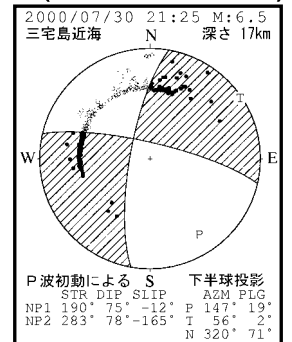 2000/07/30 21:25 M:6.5
三宅島近海 N 深さ 17km
T
W E
P
P波初動による S 下半球投影
STR DIP SLIP AZM PLG
NP1 190° 75° -12° P 147° 19°
NP2 283° 78° -165° T 56° 2°
N 320° 71°